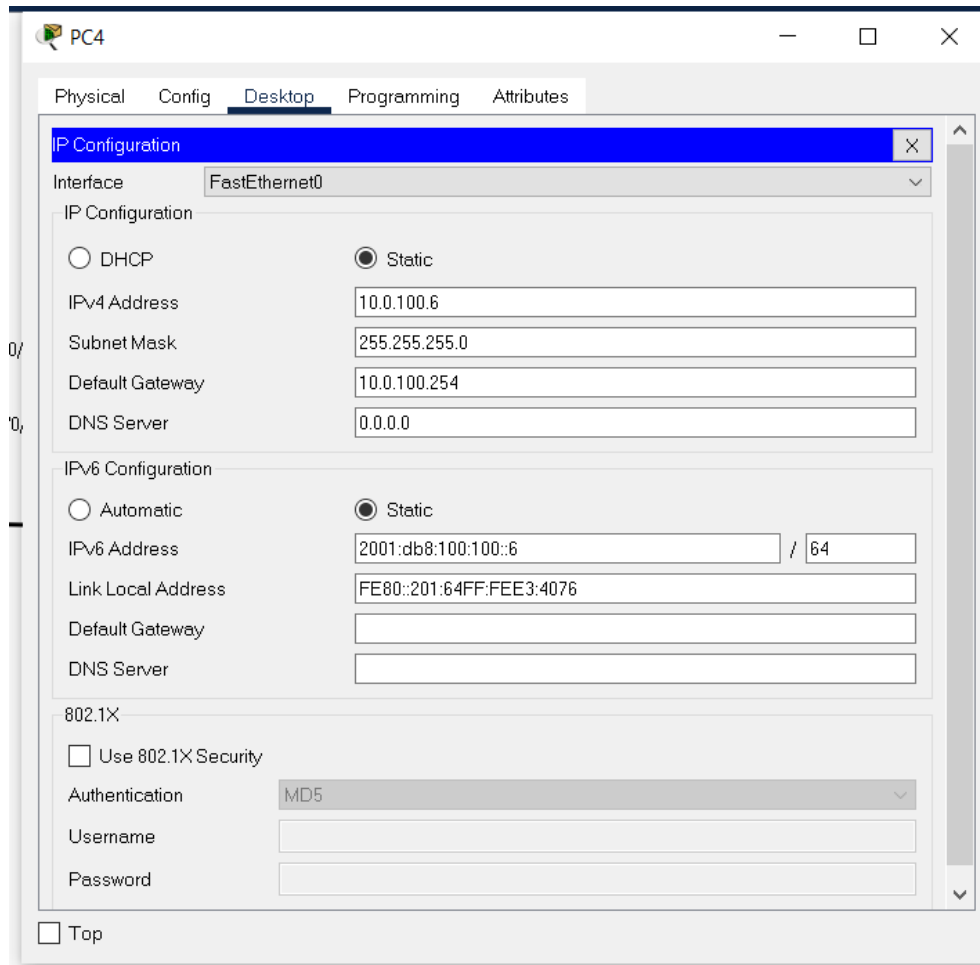 PC4
Physical Config Desktop Programming Attributes
IP Configuration X
Interface FastEthernet0
IP Configuration
DHCP Static
IPv4 Address 10.0.100.6
Subnet Mask 255.255.255.0
Default Gateway 10.0.100.254
DNS Server 0.0.0.0
IPv6 Configuration
Automatic Static
IPv6 Address 2001:db8:100:100::6 / 64
Link Local Address FE80::201:64FF:FEE3:4076
Default Gateway
DNS Server
802.1X
Use 802.1X Security
Authentication MD5
Username
Password
Top
0/
0/